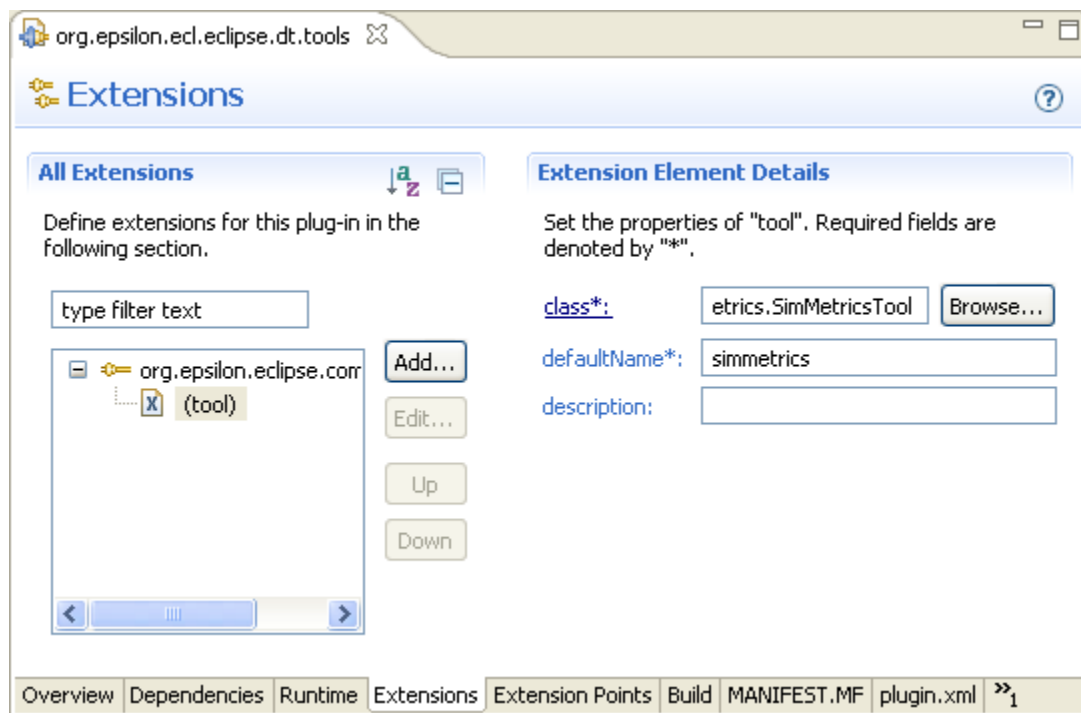 org.epsilon.ecl.eclipse.dt.tools
Extensions
All Extensions
Define extensions for this plug-in in the
following section.
type filter text
org.epsilon.eclipse.com
(tool)
Add...
Edit...
Up
Down
Extension Element Details
Set the properties of "tool". Required fields are
denoted by "*".
class*: etrics.SimMetricsTool Browse...
defaultName*: simmetrics
description:
Overview Dependencies Runtime Extensions Extension Points Build MANIFEST.MF plugin.xml »1